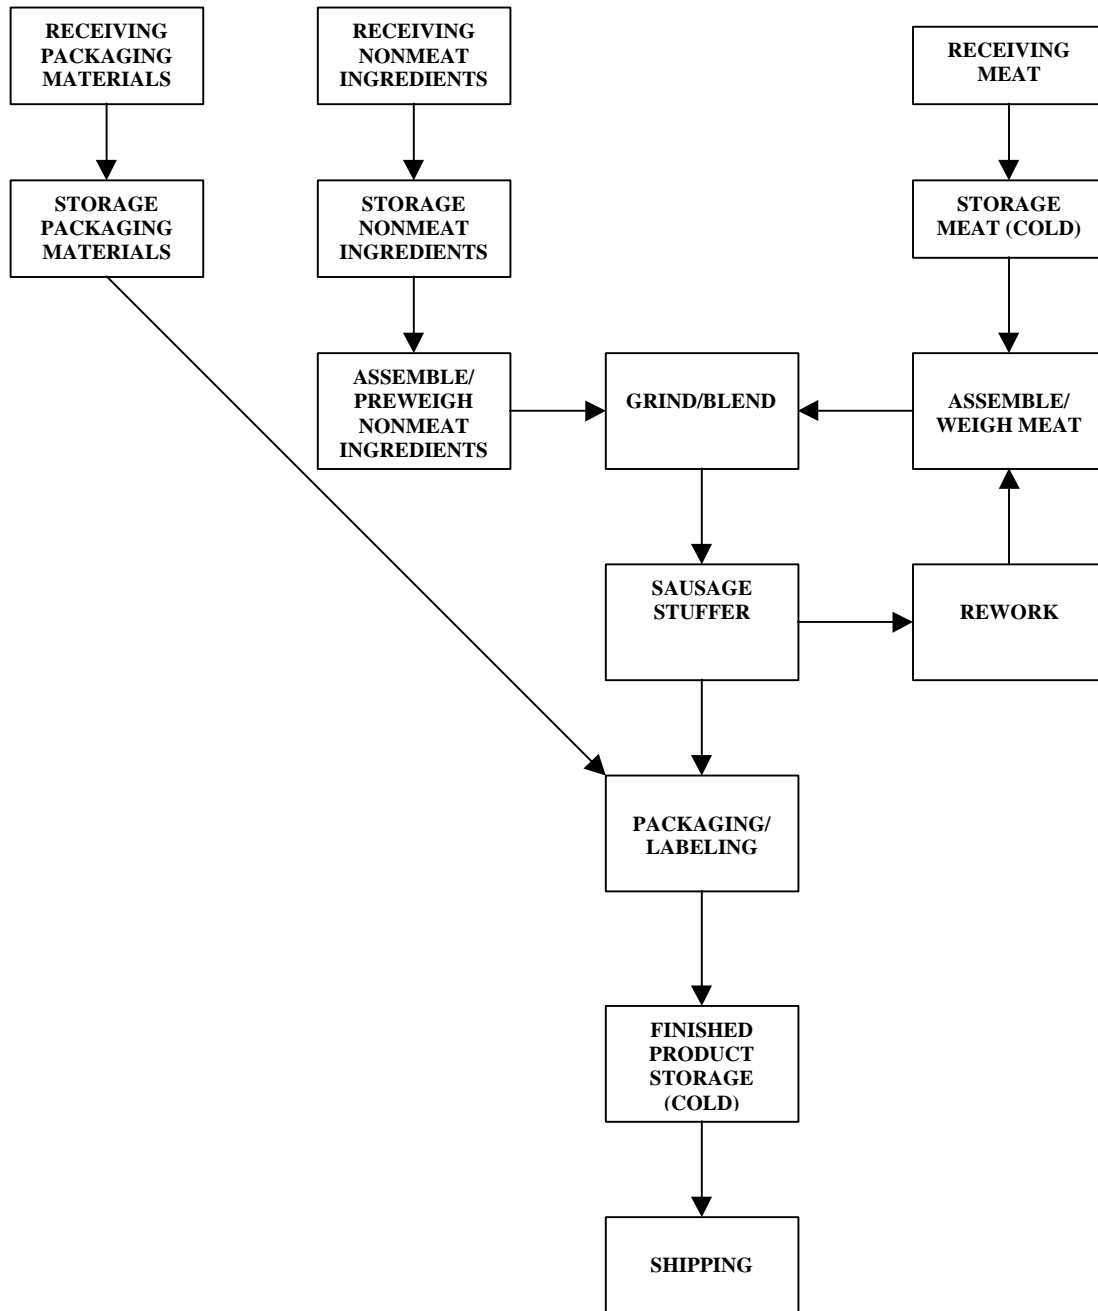 RECEIVING
PACKAGING
MATERIALS
RECEIVING
NONMEAT
INGREDIENTS
RECEIVING
MEAT
STORAGE
PACKAGING
MATERIALS
STORAGE
NONMEAT
INGREDIENTS
STORAGE
MEAT (COLD)
ASSEMBLE/
PREWEIGH
NONMEAT
INGREDIENTS
GRIND/BLEND
ASSEMBLE/
WEIGH MEAT
SAUSAGE
STUFFER
REWORK
PACKAGING/
LABELING
FINISHED
PRODUCT
STORAGE
(COLD)
SHIPPING